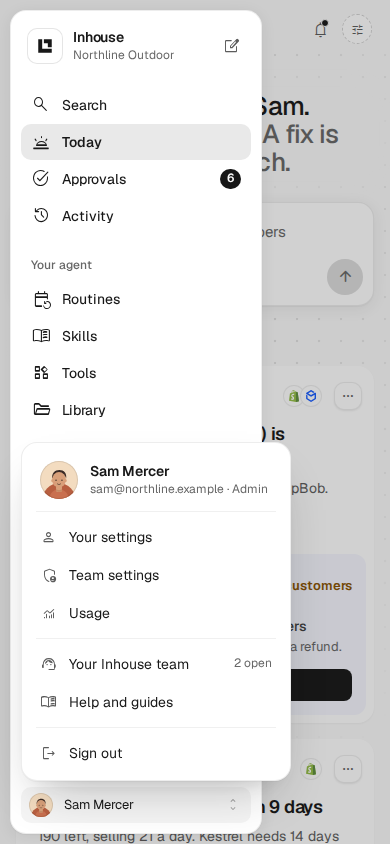 Inhouse
Northline Outdoor
Search
Today
Approvals
6
Activity
Your agent
Routines
Skills
Tools
Library
Sam Mercer
sam@northline.example · Admin
Your settings
Team settings
Usage
Your Inhouse team
2 open
Help and guides
Sign out
Sam Mercer
Sam.
A fix is
ch.
pers
) is
pBob.
ustomers
ers
a refund.
n 9 days
190 left, selling 21 a day. Kestrel needs 14 days